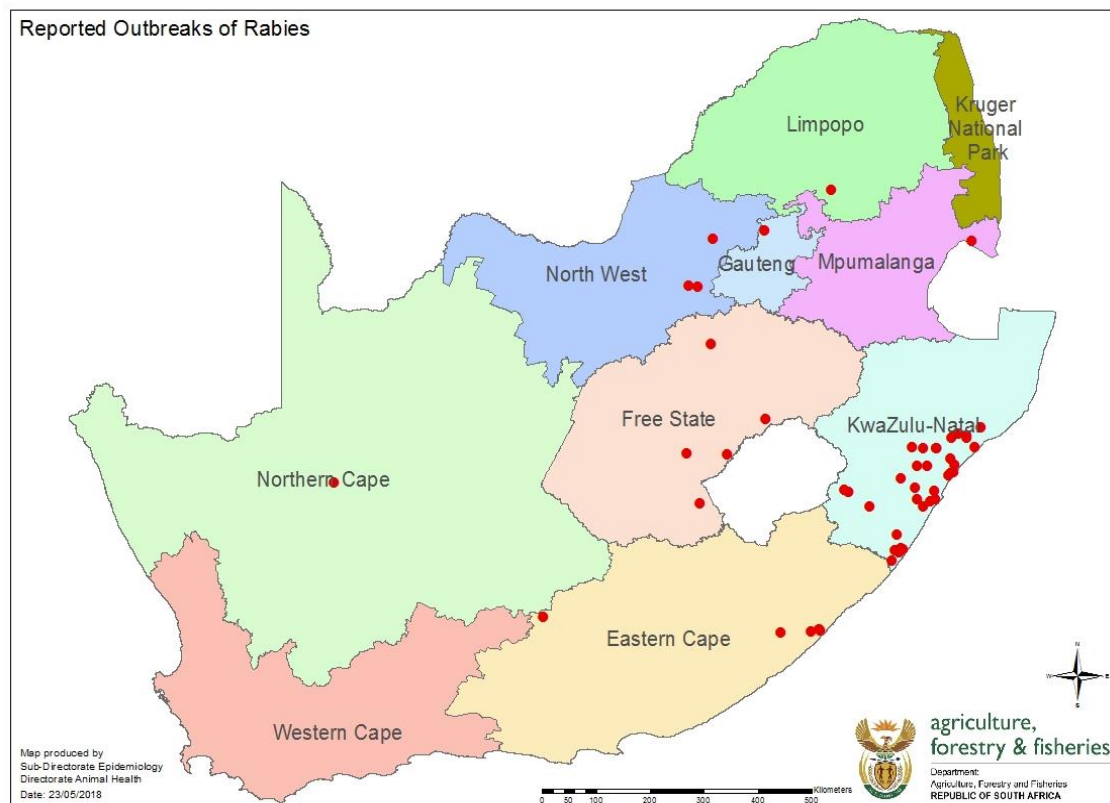 Reported Outbreaks of Rabies
Kruger
National
Park
Limpopo
North West
Gauteng
Mpumalanga
Free State
KwaZulu-Natal
Northern Cape
Eastern Cape
Western Cape
N
W
E
S
Map produced by
Sub-Directorate Epidemiology
Directorate Animal Health
Date: 23/05/2018
Kilometers
0 50 100 200 300 400 500
agriculture,
forestry & fisheries
Department:
Agriculture, Forestry and Fisheries
REPUBLIC OF SOUTH AFRICA